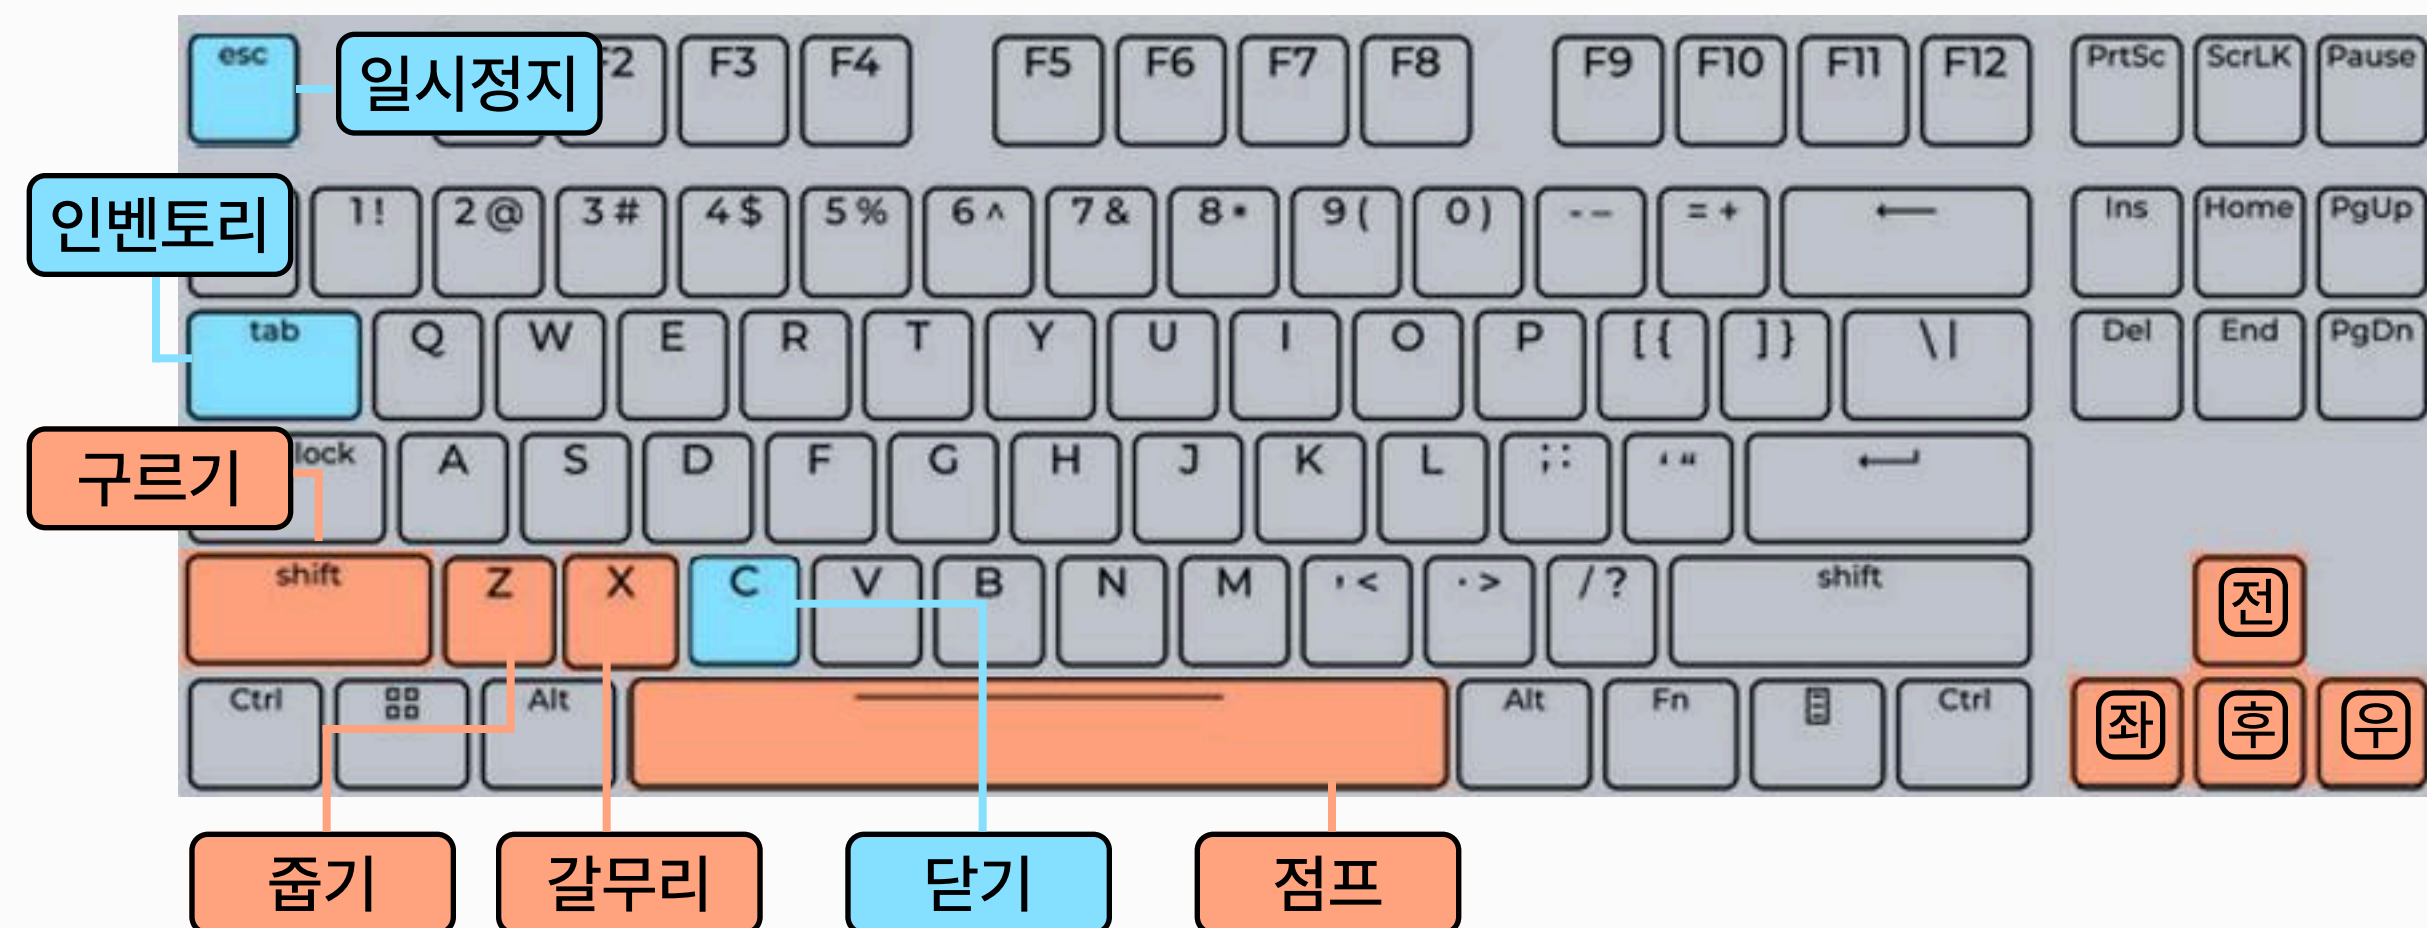 esc 일시정지 F2 F3 F4 F5 F6 F7 F8 F9 F10 F11 F12 PrtSc ScrLK Pause
인벤토리 1 ! 2 @ 3 # 4 $ 5 % 6 ^ 7 & 8 * 9 ( 0 ) - – = + ← Ins Home PgUp
tab Q W E R T Y U I O P [ { ] } \ | Del End PgDn
구르기 lock A S D F G H J K L ; : ‘ “
shift Z X C V B N M , < . > / ? shift 전
Ctrl Alt Alt Fn Ctrl 좌 후 우
줍기 갈무리 닫기 점프